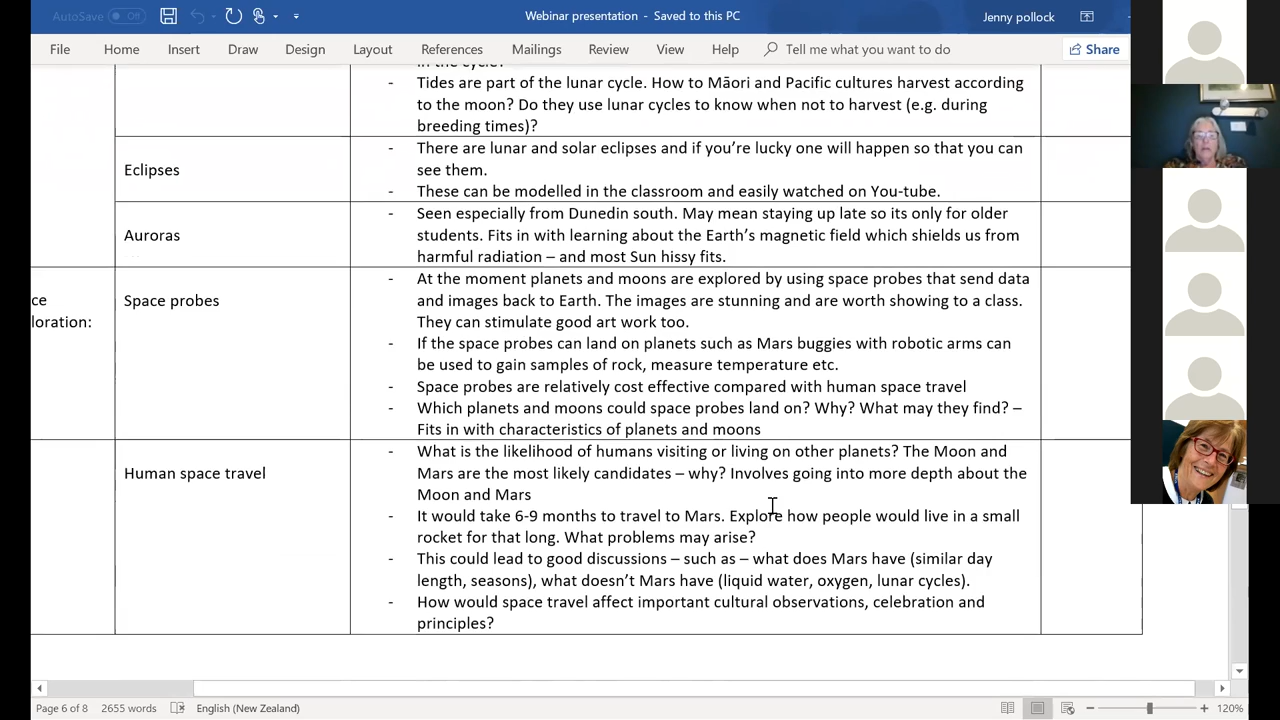 AutoSave
Off
Webinar presentation - Saved to this PC
Jenny pollock
File Home Insert Draw Design Layout References Mailings Review View Help Tell me what you want to do
Share
in the cycle?
- Tides are part of the lunar cycle. How to Māori and Pacific cultures harvest according
to the moon? Do they use lunar cycles to know when not to harvest (e.g. during
breeding times)?
Eclipses
- There are lunar and solar eclipses and if you're lucky one will happen so that you can
see them.
- These can be modelled in the classroom and easily watched on You-tube.
Auroras
- Seen especially from Dunedin south. May mean staying up late so its only for older
students. Fits in with learning about the Earth's magnetic field which shields us from
harmful radiation – and most Sun hissy fits.
ce
loration:
Space probes
- At the moment planets and moons are explored by using space probes that send data
and images back to Earth. The images are stunning and are worth showing to a class.
They can stimulate good art work too.
- If the space probes can land on planets such as Mars buggies with robotic arms can
be used to gain samples of rock, measure temperature etc.
- Space probes are relatively cost effective compared with human space travel
- Which planets and moons could space probes land on? Why? What may they find? –
Fits in with characteristics of planets and moons
Human space travel
- What is the likelihood of humans visiting or living on other planets? The Moon and
Mars are the most likely candidates – why? Involves going into more depth about the
Moon and Mars
- It would take 6-9 months to travel to Mars. Explore how people would live in a small
rocket for that long. What problems may arise?
- This could lead to good discussions – such as – what does Mars have (similar day
length, seasons), what doesn't Mars have (liquid water, oxygen, lunar cycles).
- How would space travel affect important cultural observations, celebration and
principles?
Page 6 of 8 2655 words English (New Zealand) 120%